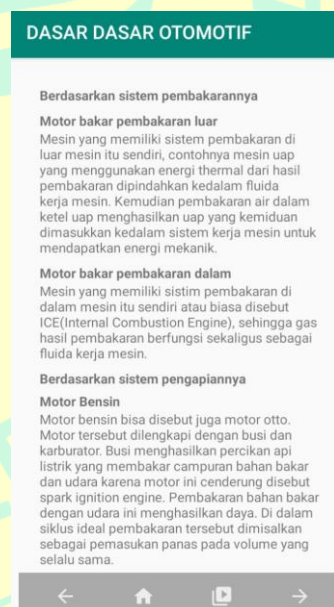 DASAR DASAR OTOMOTIF
Berdasarkan sistem pembakarannya
Motor bakar pembakaran luar
Mesin yang memiliki sistem pembakaran di
luar mesin itu sendiri, contohnya mesin uap
yang menggunakan energi thermal dari hasil
pembakaran dipindahkan kedalam fluida
kerja mesin. Kemudian pembakaran air dalam
ketel uap menghasilkan uap yang kemiduan
dimasukkan kedalam sistem kerja mesin untuk
mendapatkan energi mekanik.
Motor bakar pembakaran dalam
Mesin yang memiliki sistim pembakaran di
dalam mesin itu sendiri atau biasa disebut
ICE(Internal Combustion Engine), sehingga gas
hasil pembakaran berfungsi sekaligus sebagai
fluida kerja mesin.
Berdasarkan sistem pengapiannya
Motor Bensin
Motor bensin bisa disebut juga motor otto.
Motor tersebut dilengkapi dengan busi dan
karburator. Busi menghasilkan percikan api
listrik yang membakar campuran bahan bakar
dan udara karena motor ini cenderung disebut
spark ignition engine. Pembakaran bahan bakar
dengan udara ini menghasilkan daya. Di dalam
siklus ideal pembakaran tersebut dimisalkan
sebagai pemasukan panas pada volume yang
selalu sama.